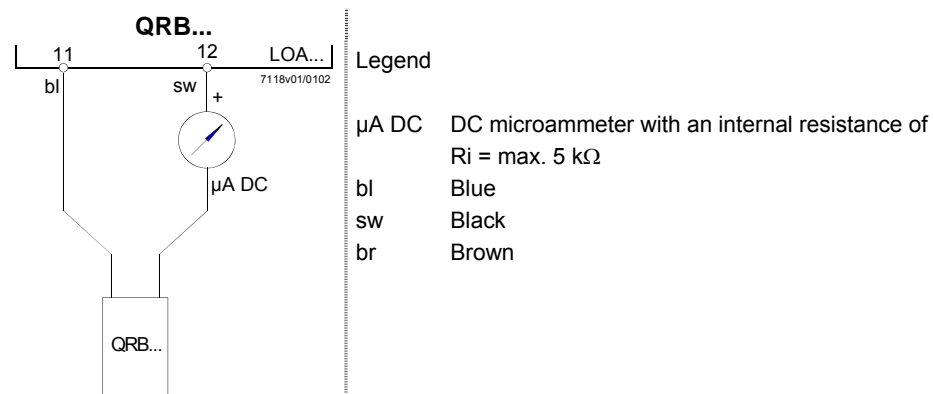 QRB...
11 12 LOA...
7118v01/0102
bl sw
+
µA DC
QRB...
Legend
µA DC DC microammeter with an internal resistance of
Ri = max. 5 kΩ
bl Blue
sw Black
br Brown